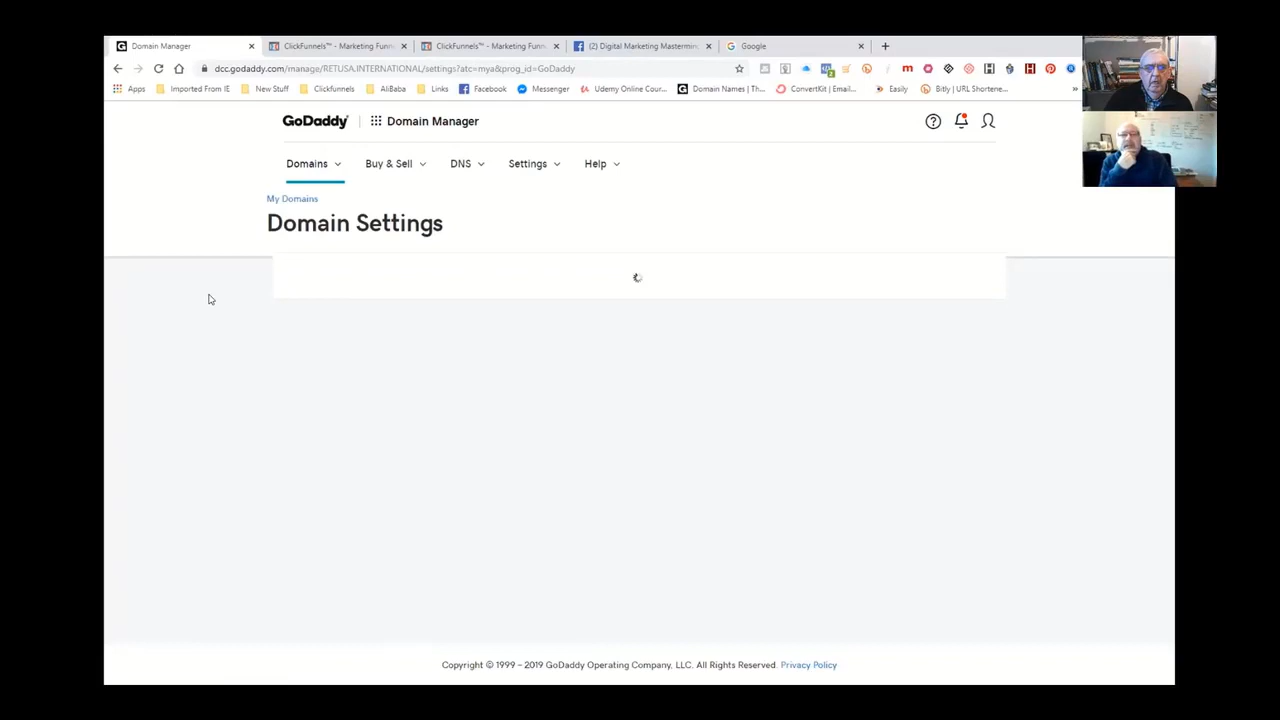 Domain Manager
ClickFunnels™ - Marketing Funn
ClickFunnels™ - Marketing Funn
(2) Digital Marketing Mastermin
Google
dcc.godaddy.com/manage/RETUSA.INTERNATIONAL/settings?atc=mya&prog_id=GoDaddy
Apps
Imported From IE
New Stuff
Clickfunnels
AliBaba
Links
Facebook
Messenger
Udemy Online Cour...
Domain Names | Th...
ConvertKit | Email...
Easily
Bitly | URL Shortene...
GoDaddy
Domain Manager
Domains
Buy & Sell
DNS
Settings
Help
My Domains
Domain Settings
Copyright © 1999 – 2019 GoDaddy Operating Company, LLC. All Rights Reserved. Privacy Policy